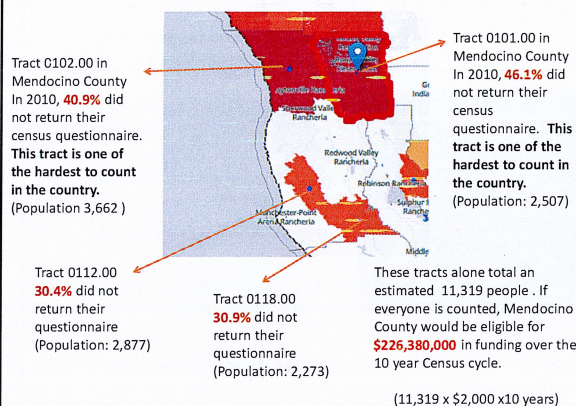 Tract 0102.00 in
Mendocino County
In 2010, 40.9% did
not return their
census questionnaire.
This tract is one of
the hardest to count
in the country.
(Population 3,662 )
Tract 0101.00 in
Mendocino County
In 2010, 46.1% did
not return their
census
questionnaire. This
tract is one of the
hardest to count in
the country.
(Population: 2,507)
Rancheria
Redwood Valley
Rancheria
Robinson Rancheria
Sulphur
Ranche
Manchester-Point
Arena Rancheria
Middle
India
Tract 0112.00
30.4% did not
return their
questionnaire
(Population: 2,877)
Tract 0118.00
30.9% did not
return their
questionnaire
(Population: 2,273)
These tracts alone total an
estimated 11,319 people . If
everyone is counted, Mendocino
County would be eligible for
$226,380,000 in funding over the
10 year Census cycle.
(11,319 x $2,000 x10 years)